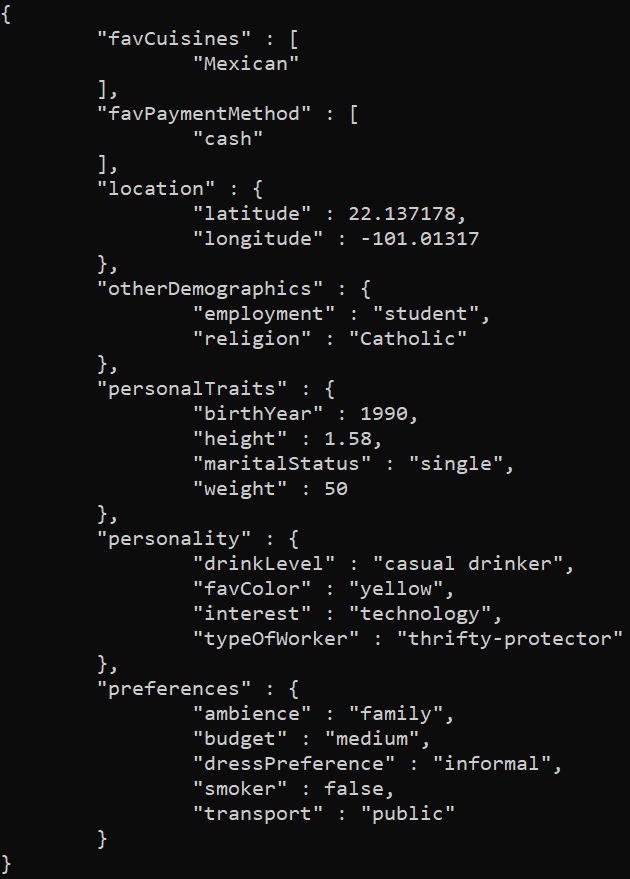 {
        "favCuisines" : [
                "Mexican"
        ],
        "favPaymentMethod" : [
                "cash"
        ],
        "location" : {
                "latitude" : 22.137178,
                "longitude" : -101.01317
        },
        "otherDemographics" : {
                "employment" : "student",
                "religion" : "Catholic"
        },
        "personalTraits" : {
                "birthYear" : 1990,
                "height" : 1.58,
                "maritalStatus" : "single",
                "weight" : 50
        },
        "personality" : {
                "drinkLevel" : "casual drinker",
                "favColor" : "yellow",
                "interest" : "technology",
                "typeOfWorker" : "thrifty-protector"
        },
        "preferences" : {
                "ambience" : "family",
                "budget" : "medium",
                "dressPreference" : "informal",
                "smoker" : false,
                "transport" : "public"
        }
}